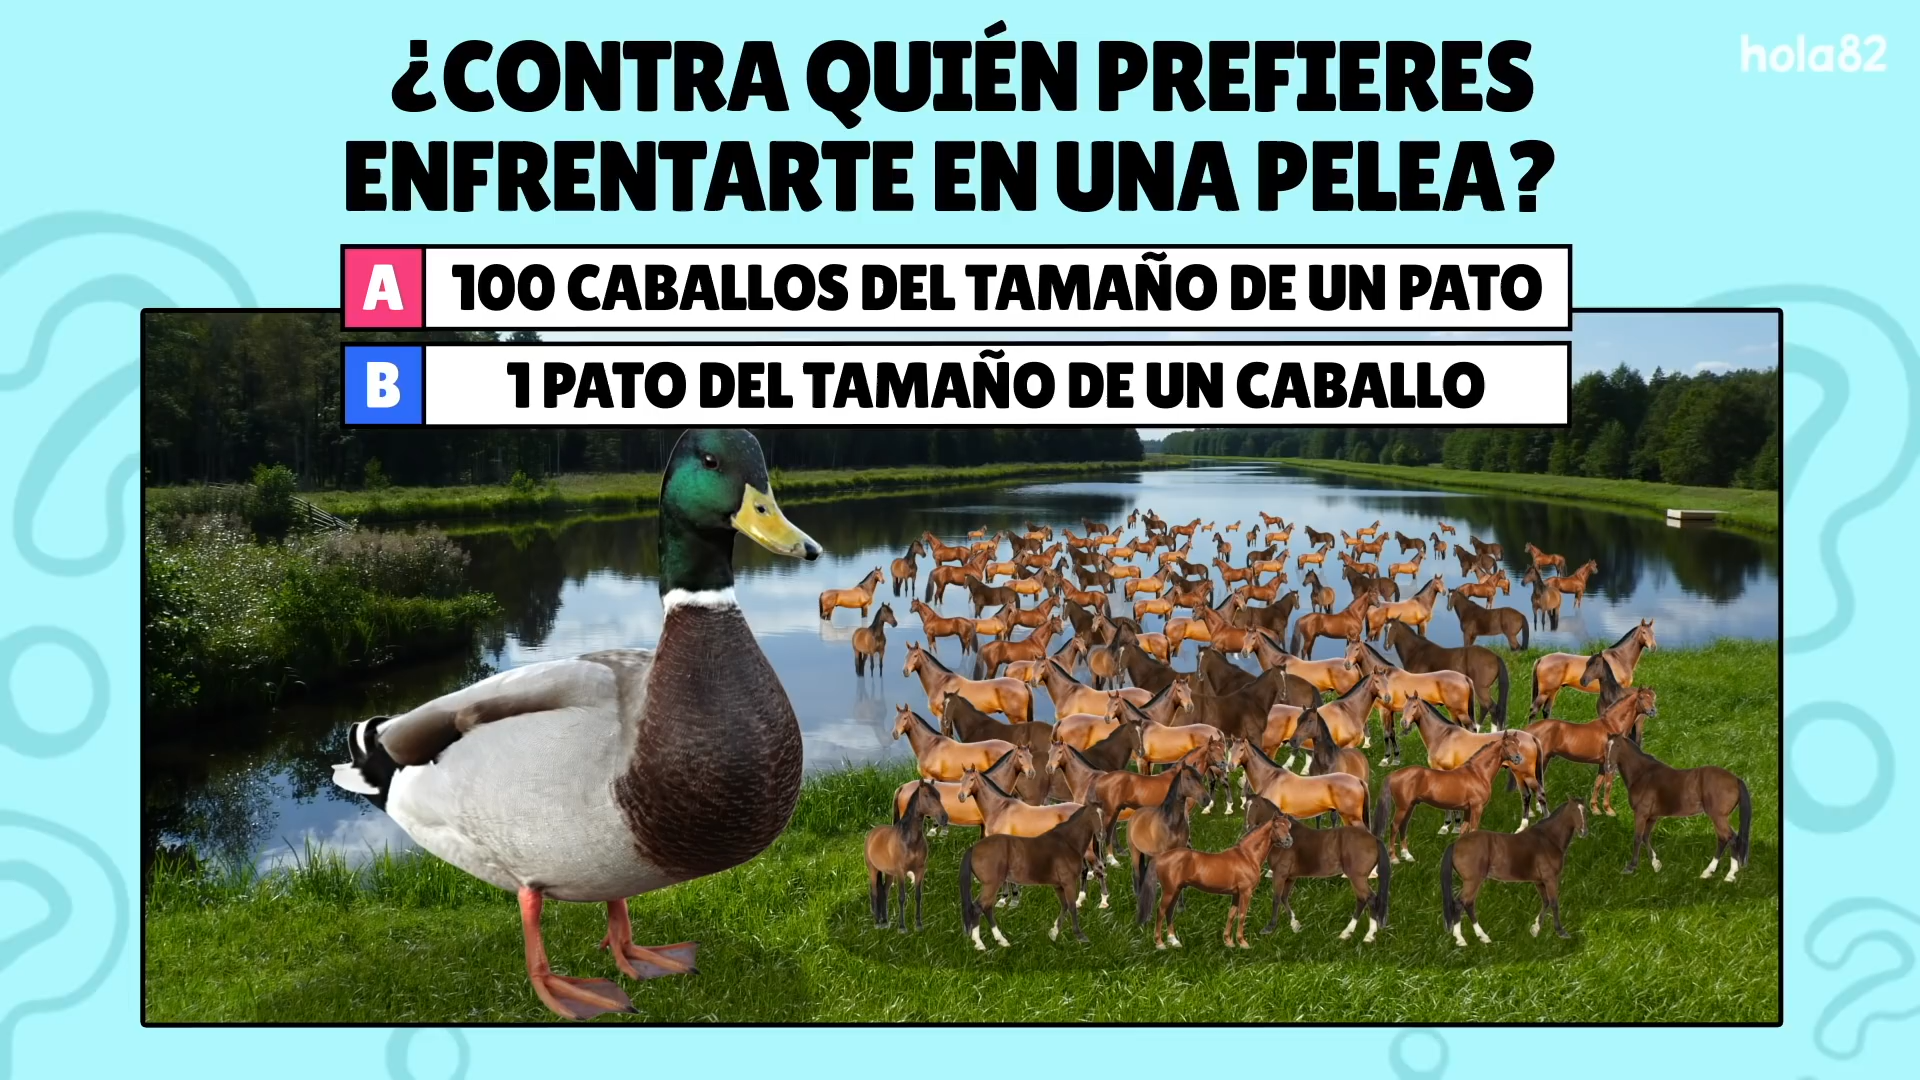 hola82
¿CONTRA QUIÉN PREFIERES
ENFRENTARTE EN UNA PELEA?
A 100 CABALLOS DEL TAMAÑO DE UN PATO
B 1 PATO DEL TAMAÑO DE UN CABALLO